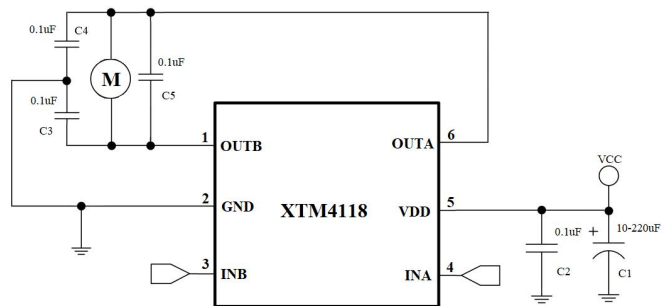 0.1uF
C4
0.1uF
M
0.1uF
C5
C3
1
OUTB
OUTA
6
2
GND
XTM4118
VDD
5
VCC
0.1uF
+
10-220uF
C2
C1
3
INB
INA
4